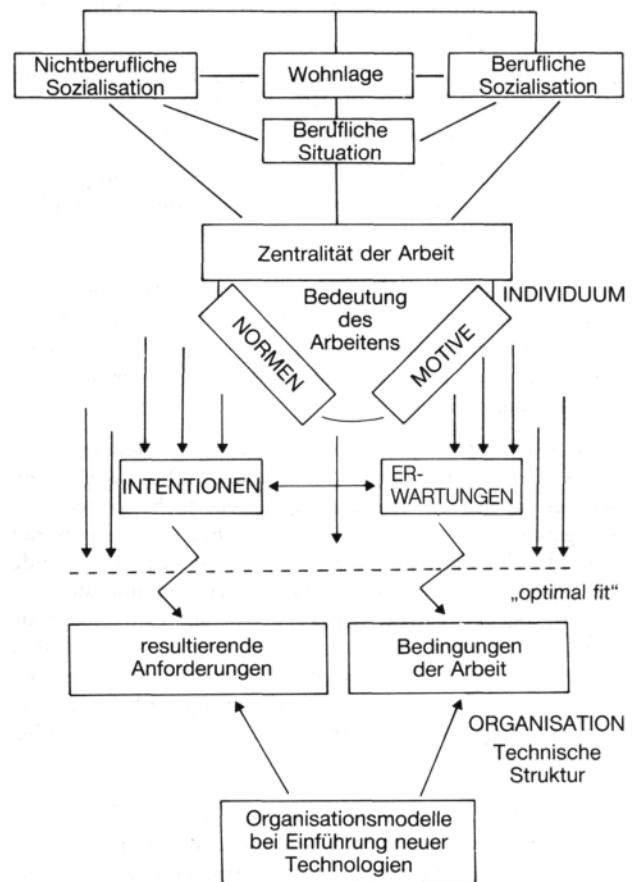 Nichtberufliche
Sozialisation
Wohnlage
Berufliche
Sozialisation
Berufliche
Situation
Zentralität der Arbeit
Bedeutung
des
Arbeitens
INDIVIDUUM
NORMEN
MOTIVE
INTENTIONEN
ER-
WARTUNGEN
„optimal fit“
resultierende
Anforderungen
Bedingungen
der Arbeit
ORGANISATION
Technische
Struktur
Organisationsmodelle
bei Einführung neuer
Technologien